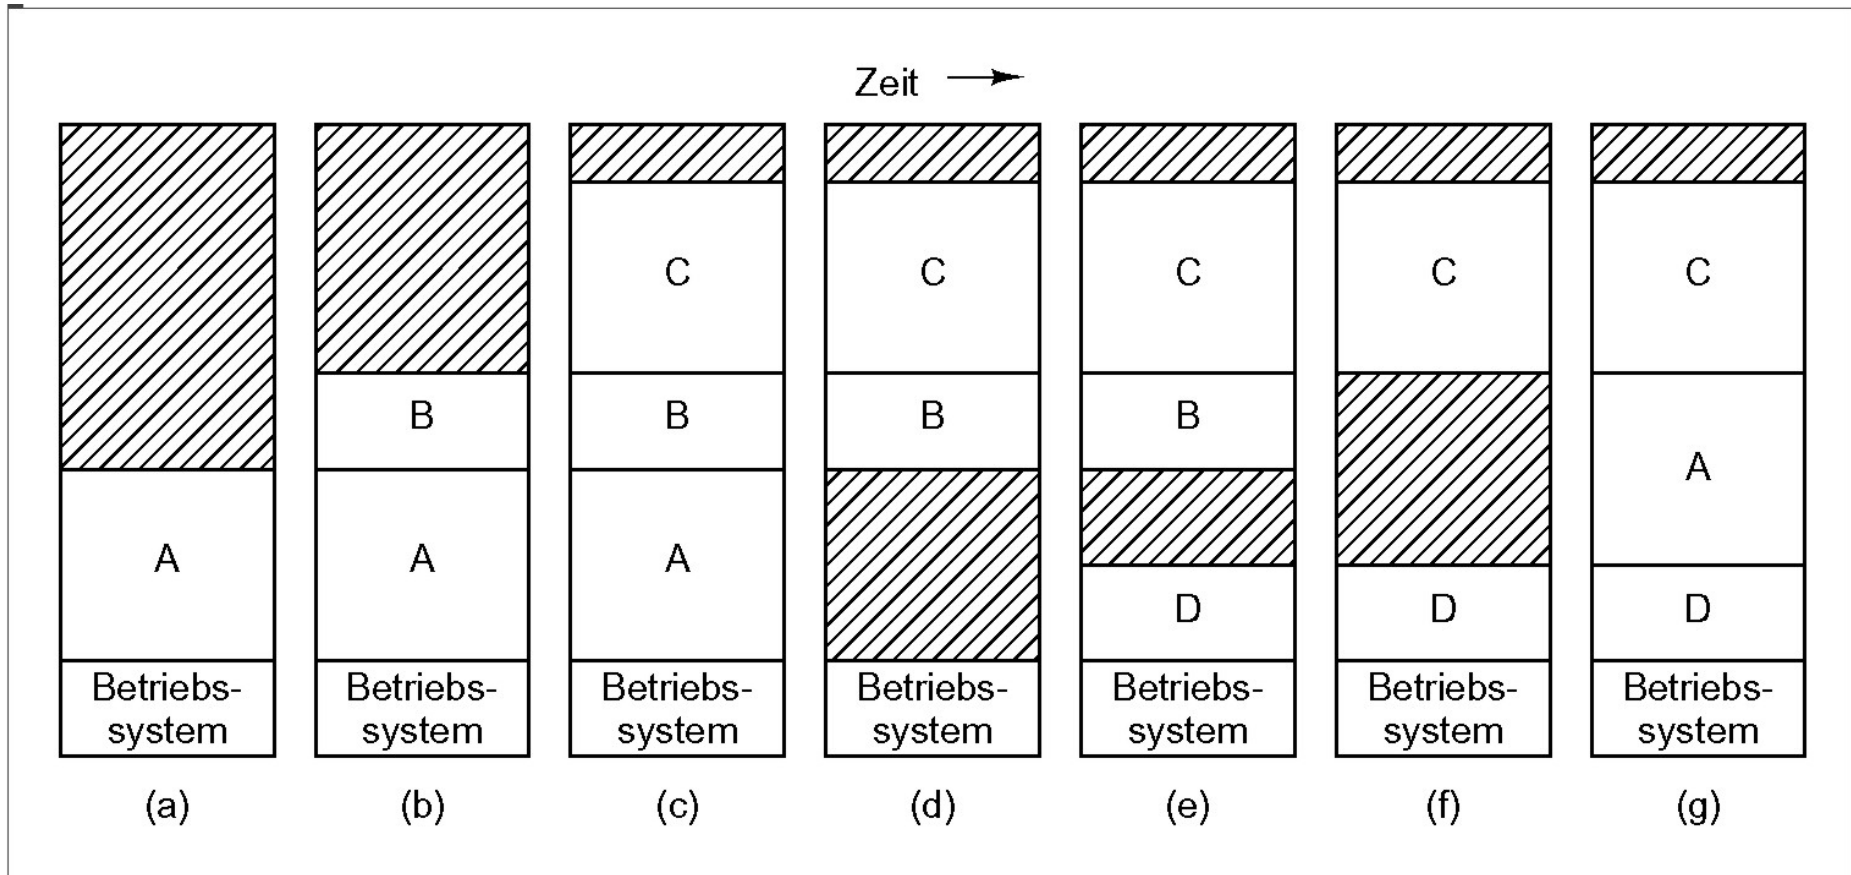 Zeit
C
C
C
C
C
B
B
B
B
A
A
A
A
D
D
D
Betriebs-
system
Betriebs-
system
Betriebs-
system
Betriebs-
system
Betriebs-
system
Betriebs-
system
Betriebs-
system
(a)
(b)
(c)
(d)
(e)
(f)
(g)